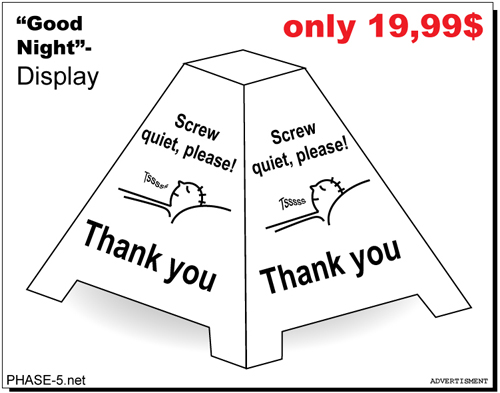 “Good
Night”-
Display
only 19,99$
Screw
quiet, please!
Tsssss
Thank you
Screw
quiet, please!
Tsssss
Thank you
PHASE-5.net
ADVERTISMENT